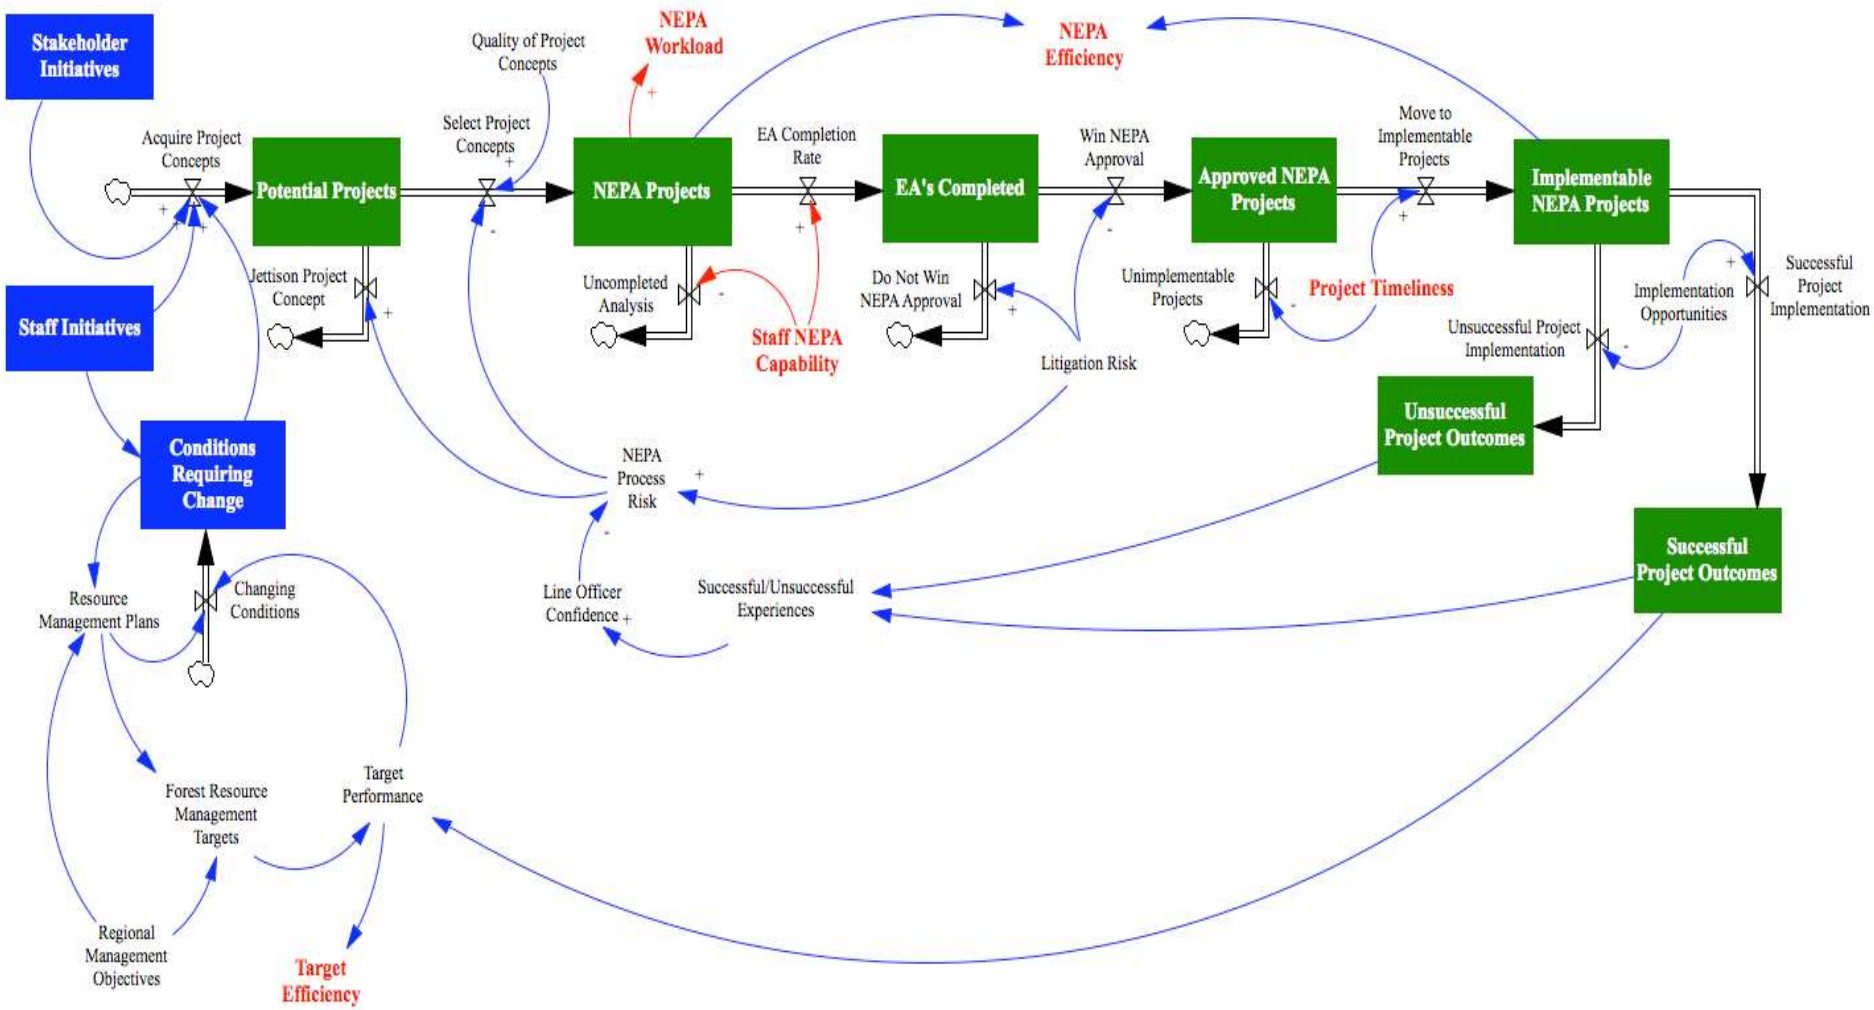 Stakeholder
Initiatives
NEPA
Workload
Quality of Project
Concepts
NEPA
Efficiency
+
Acquire Project
Concepts
Select Project
Concepts
+
EA Completion
Rate
Win NEPA
Approval
Move to
Implementable
Projects
Potential Projects
NEPA Projects
EA's Completed
Approved NEPA
Projects
Implementable
NEPA Projects
+
+
+
-
+
-
+
Jettison Project
Concept
+
Uncompleted
Analysis
-
Do Not Win
NEPA Approval
+
Unimplementable
Projects
-
Project Timeliness
Implementation
Opportunities
+
Successful
Project
Implementation
Staff Initiatives
Staff NEPA
Capability
Litigation Risk
Unsuccessful Project
Implementation
-
Unsuccessful
Project Outcomes
Conditions
Requiring
Change
NEPA
Process
Risk
+
-
Successful
Project Outcomes
Resource
Management Plans
Changing
Conditions
Line Officer
Confidence
+
Successful/Unsuccessful
Experiences
Forest Resource
Management
Targets
Target
Performance
Regional
Management
Objectives
Target
Efficiency